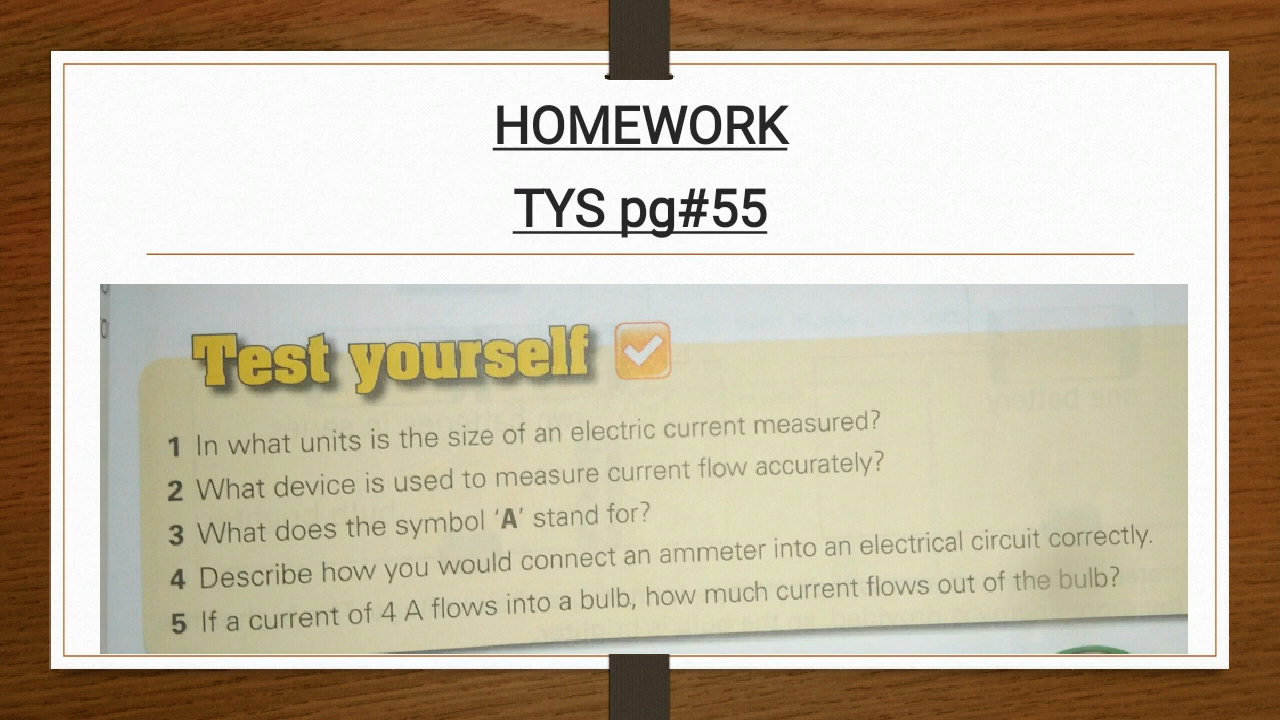 HOMEWORK
TYS pg#55
Test yourself
1 In what units is the size of an electric current measured?
2 What device is used to measure current flow accurately?
3 What does the symbol ‘A’ stand for?
4 Describe how you would connect an ammeter into an electrical circuit correctly.
5 If a current of 4 A flows into a bulb, how much current flows out of the bulb?